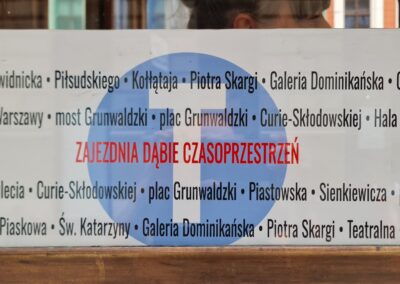 widnicka • Piłsudskiego • Kołłątaja • Piotra Skargi • Galeria Dominikańska •
Warszawy • most Grunwaldzki • plac Grunwaldzki • Curie-Skłodowskiej • Hala
T
ZAJEZDNIA DĄBIE CZASOPRZESTRZEŃ
lecia • Curie-Skłodowskiej • plac Grunwaldzki • Piastowska • Sienkiewicza •
Piaskowa • Św. Katarzyny • Galeria Dominikańska • Piotra Skargi • Teatralna